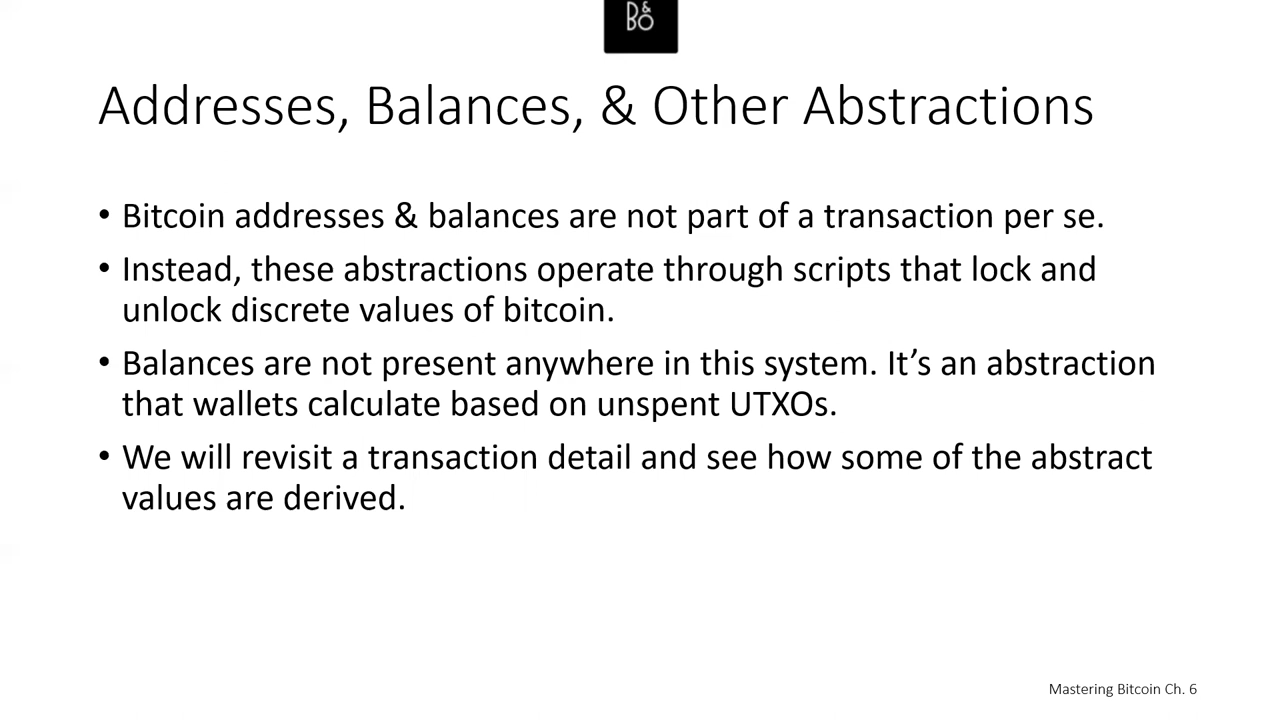 B&O
Addresses, Balances, & Other Abstractions
• Bitcoin addresses & balances are not part of a transaction per se.
• Instead, these abstractions operate through scripts that lock and
unlock discrete values of bitcoin.
• Balances are not present anywhere in this system. It’s an abstraction
that wallets calculate based on unspent UTXOs.
• We will revisit a transaction detail and see how some of the abstract
values are derived.
Mastering Bitcoin Ch. 6